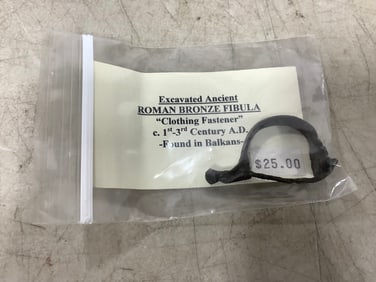 Excavated Ancient
ROMAN BRONZE FIBULA
"Clothing Fastener"
c. 1st-3rd Century A.D.
-Found in Balkans-
$25.00